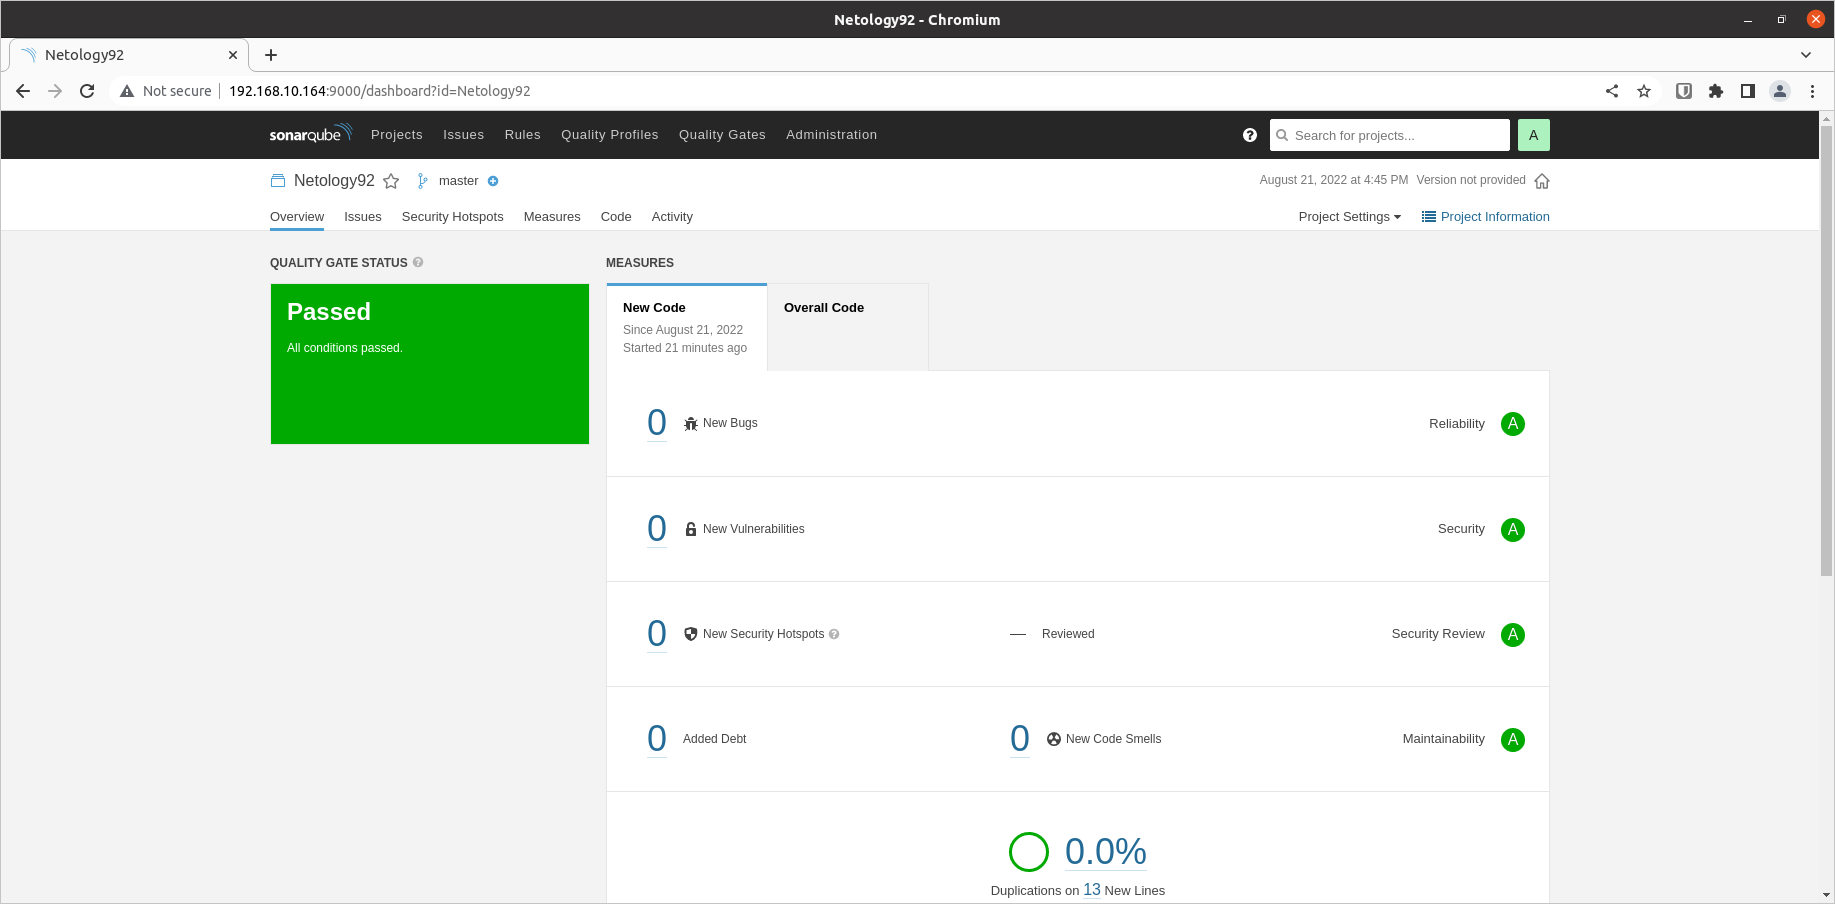 Netology92 - Chromium
Netology92
Not secure 192.168.10.164:9000/dashboard?id=Netology92
sonarqube Projects Issues Rules Quality Profiles Quality Gates Administration ? Search for projects... A
Netology92 master August 21, 2022 at 4:45 PM Version not provided
Overview Issues Security Hotspots Measures Code Activity Project Settings Project Information
QUALITY GATE STATUS ? MEASURES
Passed
All conditions passed.
New Code
Since August 21, 2022
Started 21 minutes ago
Overall Code
0 New Bugs Reliability A
0 New Vulnerabilities Security A
0 New Security Hotspots ? — Reviewed Security Review A
0 Added Debt 0 New Code Smells Maintainability A
0.0%
Duplications on 13 New Lines